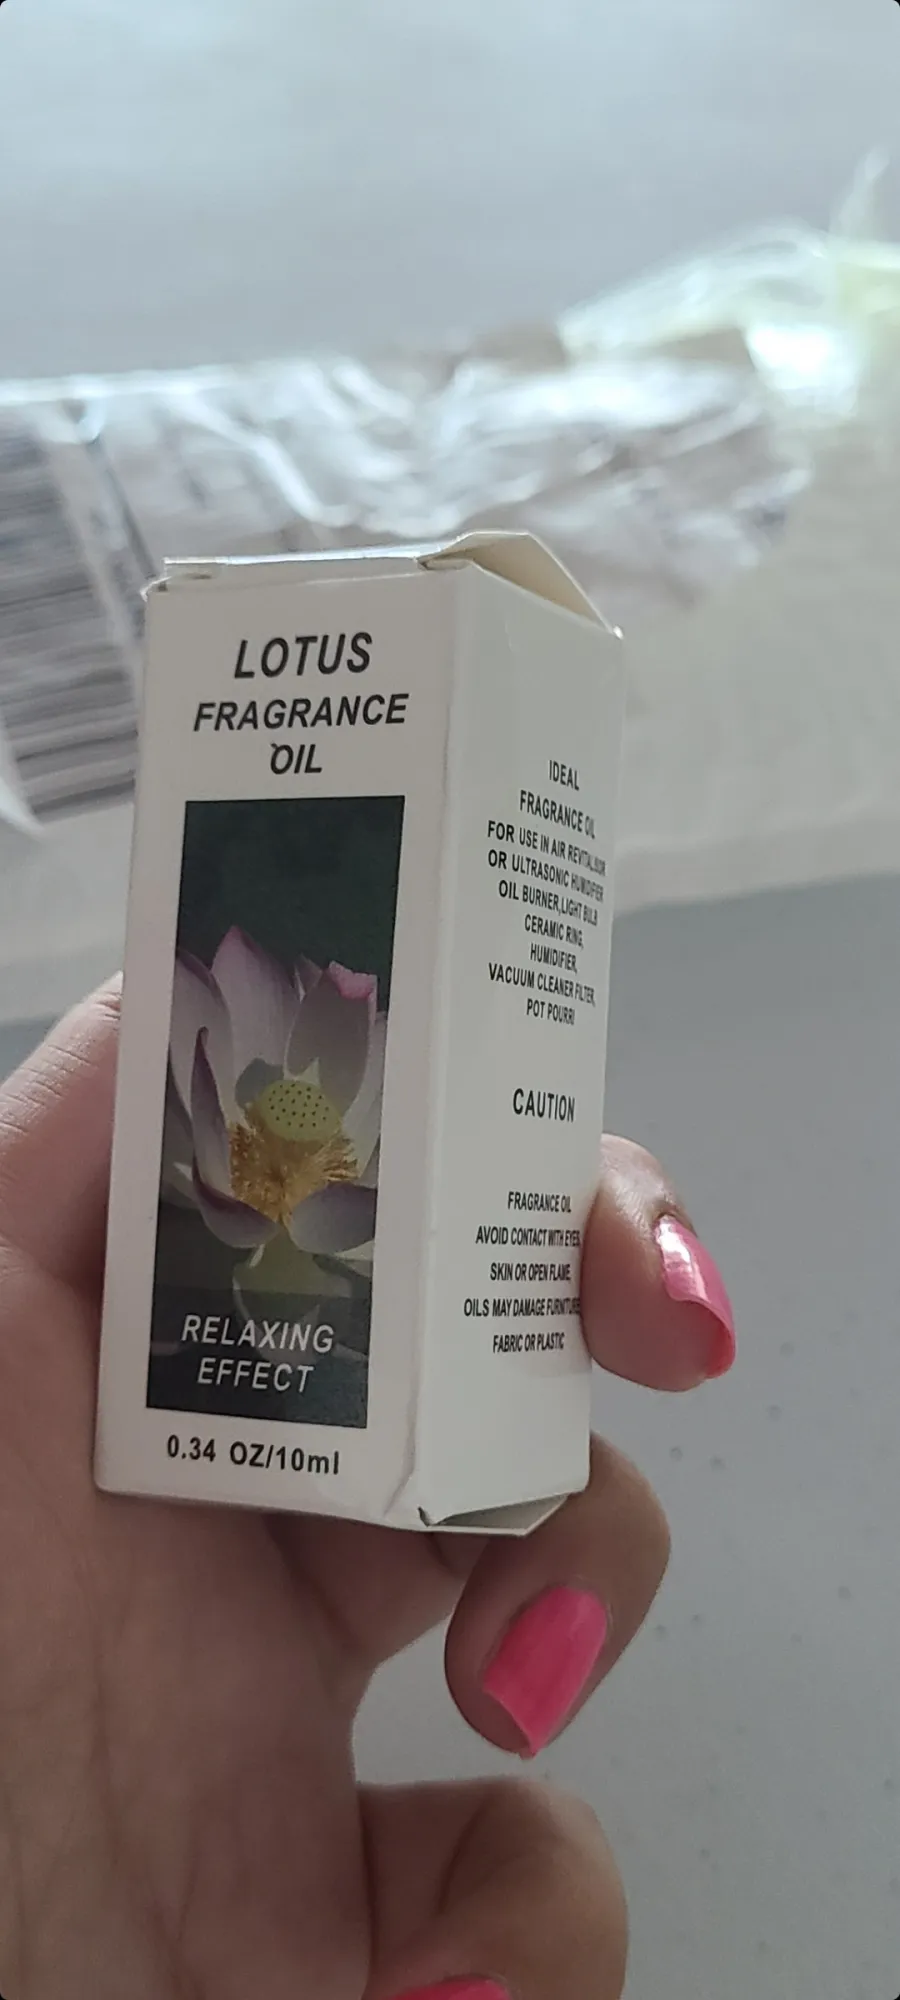 LOTUS
FRAGRANCE
OIL
RELAXING
EFFECT
0.34 OZ/10ml
IDEAL
FRAGRANCE OIL
FOR USE IN AIR REVITALISOR
OR ULTRASONIC HUMIDIFIER
OIL BURNER,LIGHT BULB
CERAMIC RING,
HUMIDIFIER,
VACUUM CLEANER FILTER,
POT POURRI
CAUTION
FRAGRANCE OIL
AVOID CONTACT WITH EYES,
SKIN OR OPEN FLAME,
OILS MAY DAMAGE FURNITURE
FABRIC OR PLASTIC